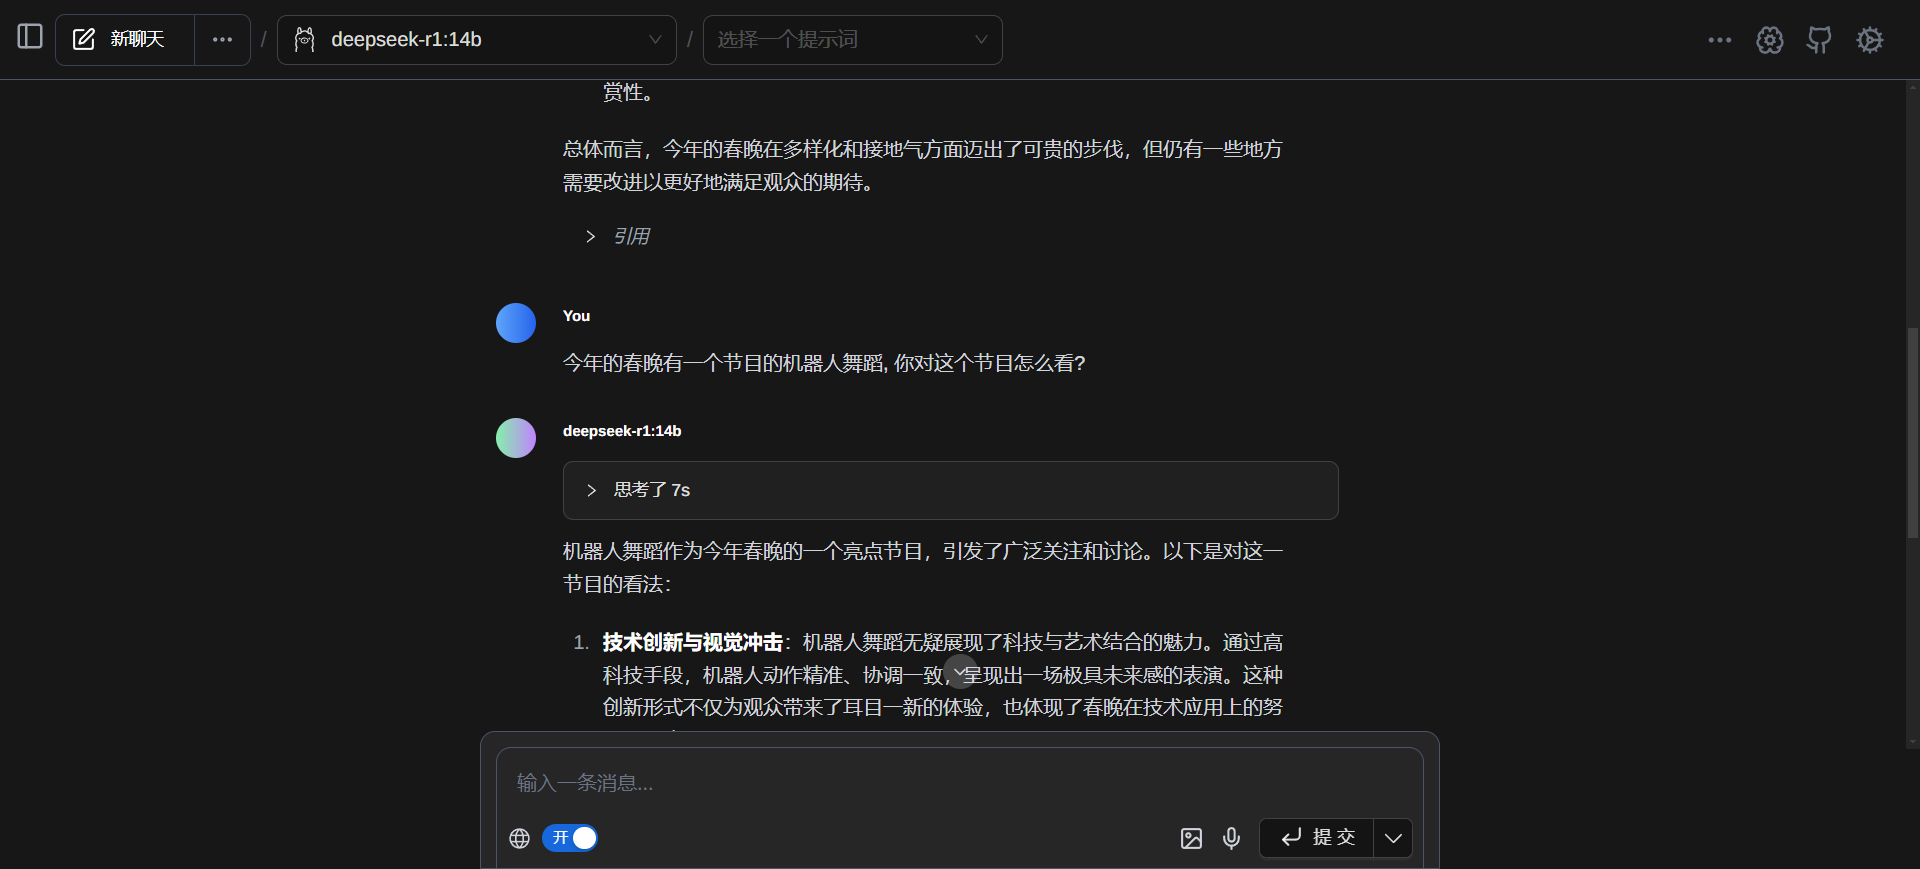 新聊天
deepseek-r1:14b
选择一个提示词
赏性。
总体而言，今年的春晚在多样化和接地气方面迈出了可贵的步伐，但仍有一些地方
需要改进以更好地满足观众的期待。
引用
You
今年的春晚有一个节目的机器人舞蹈, 你对这个节目怎么看?
deepseek-r1:14b
思考了 7s
机器人舞蹈作为今年春晚的一个亮点节目，引发了广泛关注和讨论。以下是对这一
节目的看法：
1. 技术创新与视觉冲击：机器人舞蹈无疑展现了科技与艺术结合的魅力。通过高
科技手段，机器人动作精准、协调一致，呈现出一场极具未来感的表演。这种
创新形式不仅为观众带来了耳目一新的体验，也体现了春晚在技术应用上的努
输入一条消息...
开
提 交